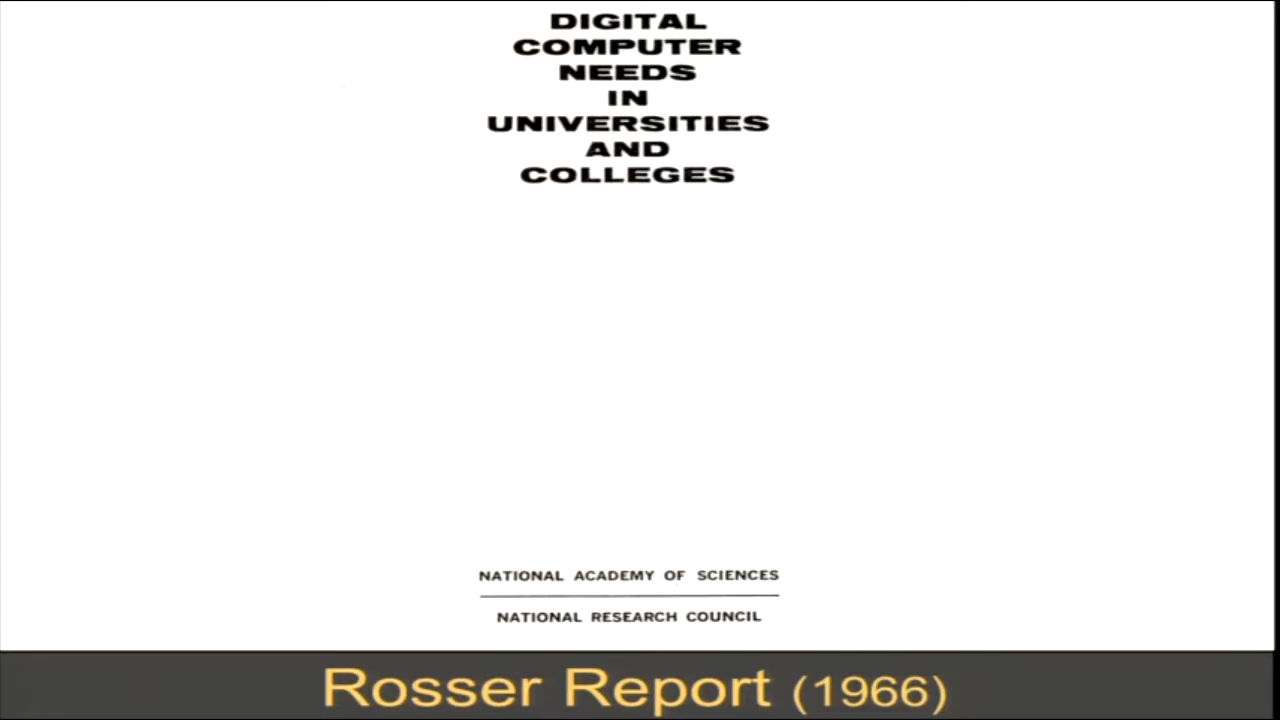 DIGITAL
COMPUTER
NEEDS
IN
UNIVERSITIES
AND
COLLEGES
NATIONAL ACADEMY OF SCIENCES
NATIONAL RESEARCH COUNCIL
Rosser Report (1966)